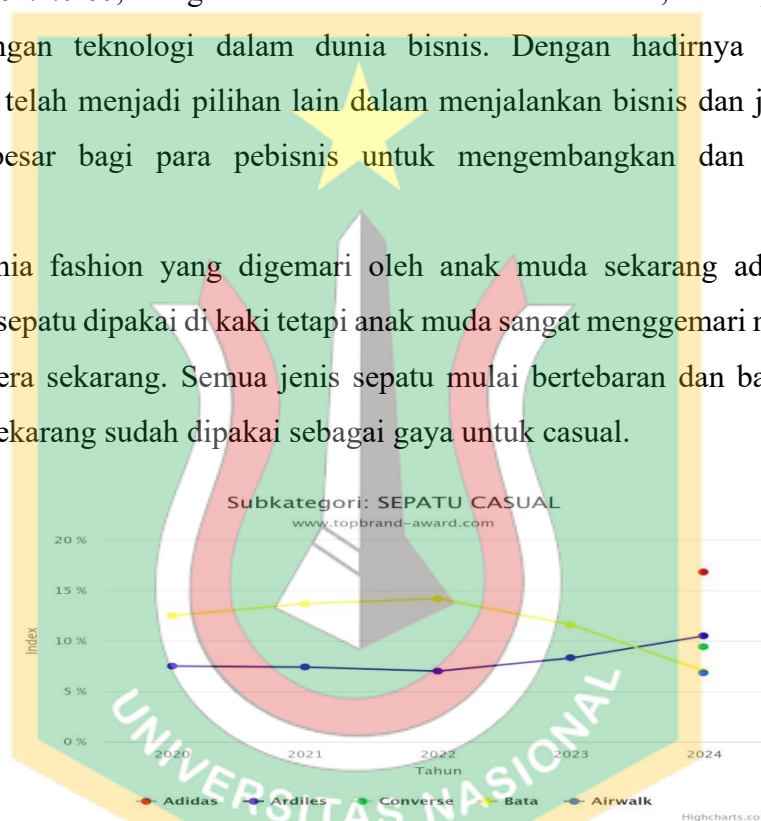 ngan teknologi dalam dunia bisnis. Dengan hadirnya
telah menjadi pilihan lain dalam menjalankan bisnis dan j
besar bagi para pebisnis untuk mengembangkan dan
nia fashion yang digemari oleh anak muda sekarang ad
sepatu dipakai di kaki tetapi anak muda sangat menggemari
era sekarang. Semua jenis sepatu mulai bertebaran dan ba
ekarang sudah dipakai sebagai gaya untuk casual.
Subkategori: SEPATU CASUAL
www.topbrand-award.com
20 %
15 %
10 %
5 %
0 %
Index
2020 2021 2022 2023 2024
Tahun
Adidas Ardiles Converse Bata Airwalk
Highcharts.co
UNIVERSITAS NASIONAL